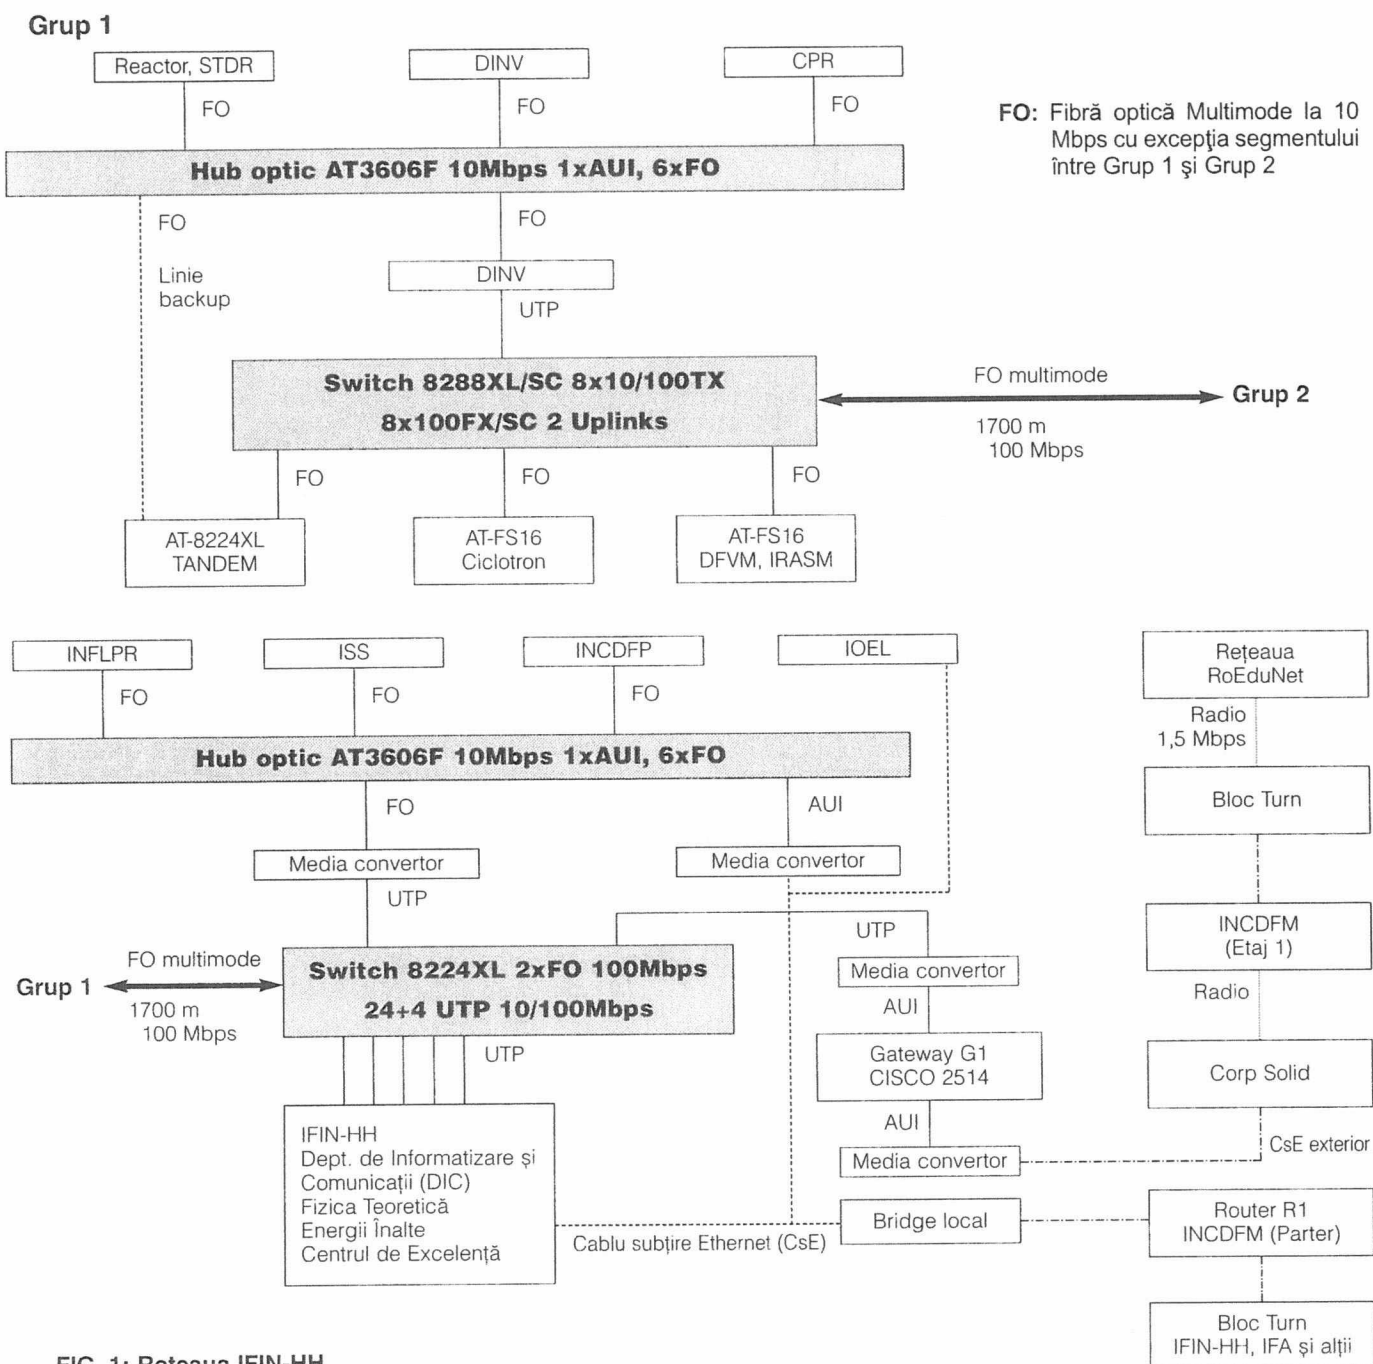 Grup 1
Reactor, STDR
DINV
CPR
FO
FO
FO
FO: Fibră optică Multimode la 10
Mbps cu excepţia segmentului
între Grup 1 şi Grup 2
Hub optic AT3606F 10Mbps 1xAUI, 6xFO
FO
FO
Linie
backup
DINV
UTP
Switch 8288XL/SC 8x10/100TX
8x100FX/SC 2 Uplinks
FO multimode
Grup 2
1700 m
100 Mbps
FO
FO
FO
AT-8224XL
TANDEM
AT-FS16
Ciclotron
AT-FS16
DFVM, IRASM
INFLPR
ISS
INCDFP
IOEL
Reţeaua
RoEduNet
FO
FO
FO
Radio
1,5 Mbps
Hub optic AT3606F 10Mbps 1xAUI, 6xFO
Bloc Turn
FO
AUI
Media convertor
Media convertor
UTP
INCDFM
(Etaj 1)
UTP
FO multimode
Grup 1
1700 m
100 Mbps
Switch 8224XL 2xFO 100Mbps
24+4 UTP 10/100Mbps
Media convertor
Radio
AUI
UTP
Gateway G1
CISCO 2514
Corp Solid
AUI
IFIN-HH
Dept. de Informatizare şi
Comunicaţii (DIC)
Fizica Teoretică
Energii Înalte
Centrul de Excelenţă
CsE exterior
Media convertor
Bridge local
Router R1
INCDFM (Parter)
Cablu subţire Ethernet (CsE)
Bloc Turn
IFIN-HH, IFA şi alţii
FIG. 1: Reteaua IFIN-HH